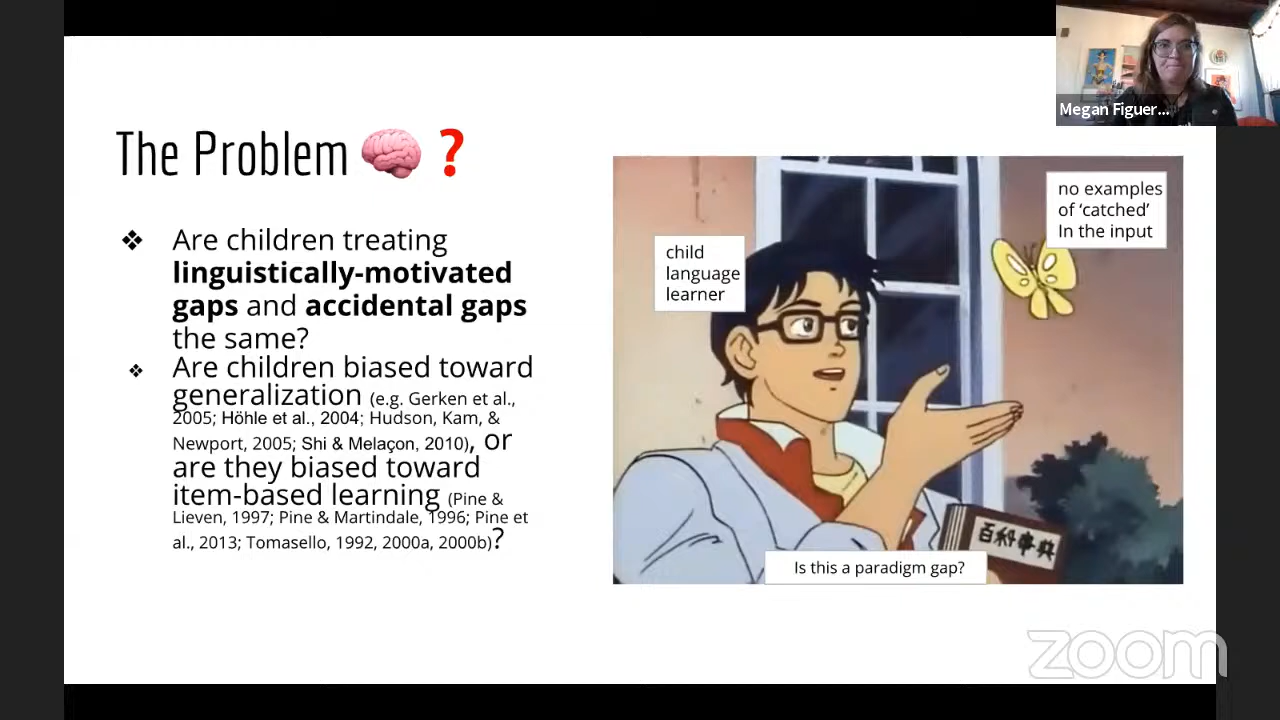 Megan Figuer...
The Problem
Are children treating
linguistically-motivated
gaps and accidental gaps
the same?
Are children biased toward
generalization (e.g. Gerken et al.,
2005; Höhle et al., 2004; Hudson, Kam, &
Newport, 2005; Shi & Melaçon, 2010), or
are they biased toward
item-based learning (Pine &
Lieven, 1997; Pine & Martindale, 1996; Pine et
al., 2013; Tomasello, 1992, 2000a, 2000b)?
child
language
learner
no examples
of ‘catched’
In the input
百科事典
Is this a paradigm gap?
zoom